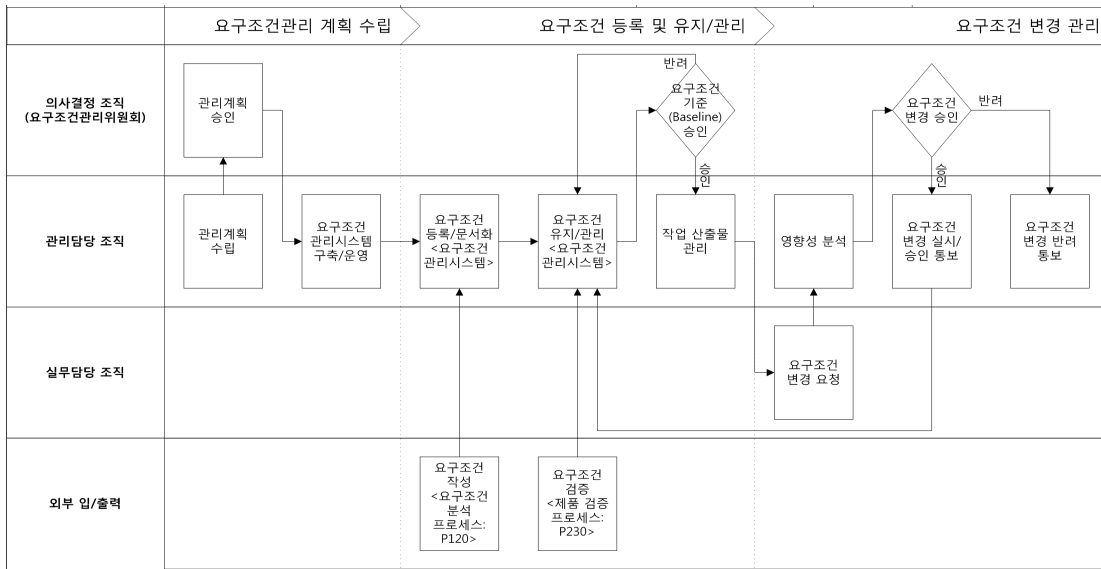 요구조건관리 계획 수립
요구조건 등록 및 유지/관리
요구조건 변경 관리
의사결정 조직
(요구조건관리위원회)
관리계획
승인
반려
요구조건
기준
(Baseline)
승인
승인
요구조건
변경 승인
반려
승인
관리담당 조직
관리계획
수립
요구조건
관리시스템
구축/운영
요구조건
등록/문서화
<요구조건
관리시스템>
요구조건
유지/관리
<요구조건
관리시스템>
작업 산출물
관리
영향성 분석
요구조건
변경 실시/
승인 통보
요구조건
변경 반려
통보
실무담당 조직
요구조건
변경 요청
외부 입/출력
요구조건
작성
<요구조건
분석
프로세스:
P120>
요구조건
검증
<제품 검증
프로세스:
P230>